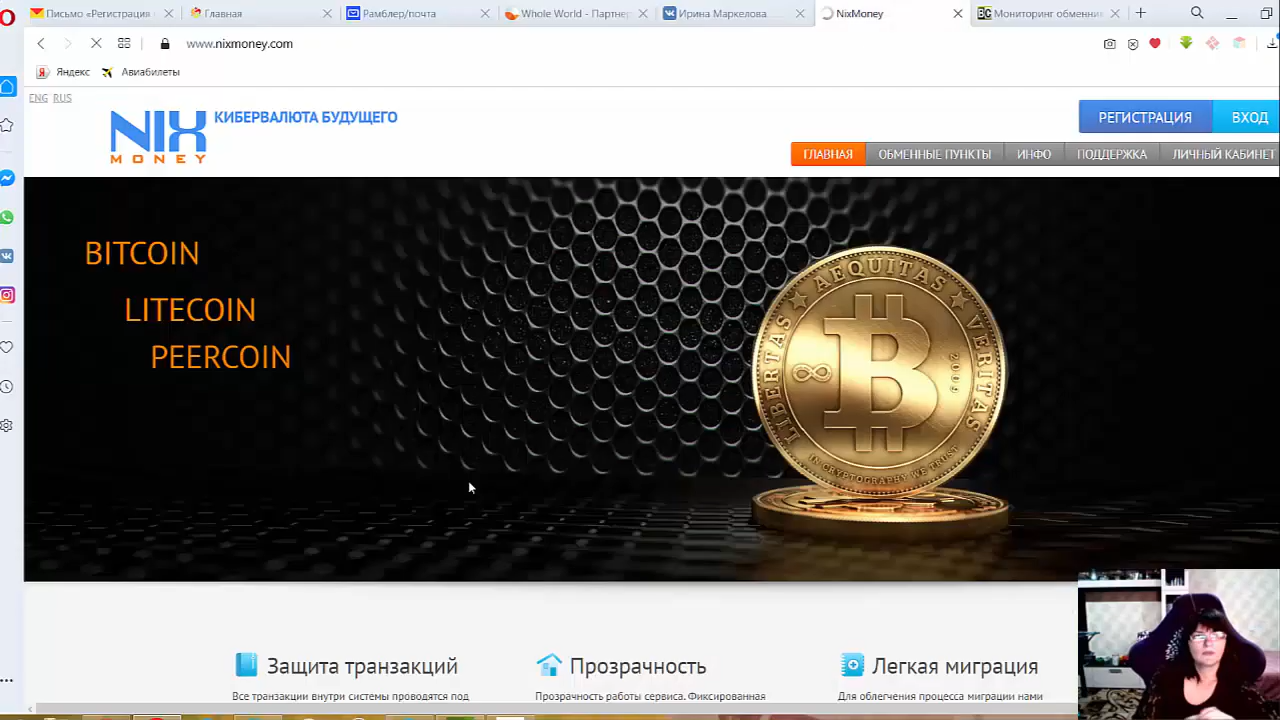 Письмо «Регистрация
Главная
Рамблер/почта
Whole World - Партнер
Ирина Маркелова
NixMoney
BC Мониторинг обменни
www.nixmoney.com
Яндекс
Авиабилеты
ENG RUS
NIX
MONEY
КИБЕРВАЛЮТА БУДУЩЕГО
РЕГИСТРАЦИЯ
ВХОД
ГЛАВНАЯ
ОБМЕННЫЕ ПУНКТЫ
ИНФО
ПОДДЕРЖКА
ЛИЧНЫЙ КАБИНЕТ
BITCOIN
LITECOIN
PEERCOIN
LIBERTAS AEQUITAS VERITAS
2009
IN CRYPTOGRAPHY WE TRUST
Защита транзакций
Все транзакции внутри системы проводятся под
Прозрачность
Прозрачность работы сервиса. Фиксированная
Легкая миграция
Для облегчения процесса миграции нами